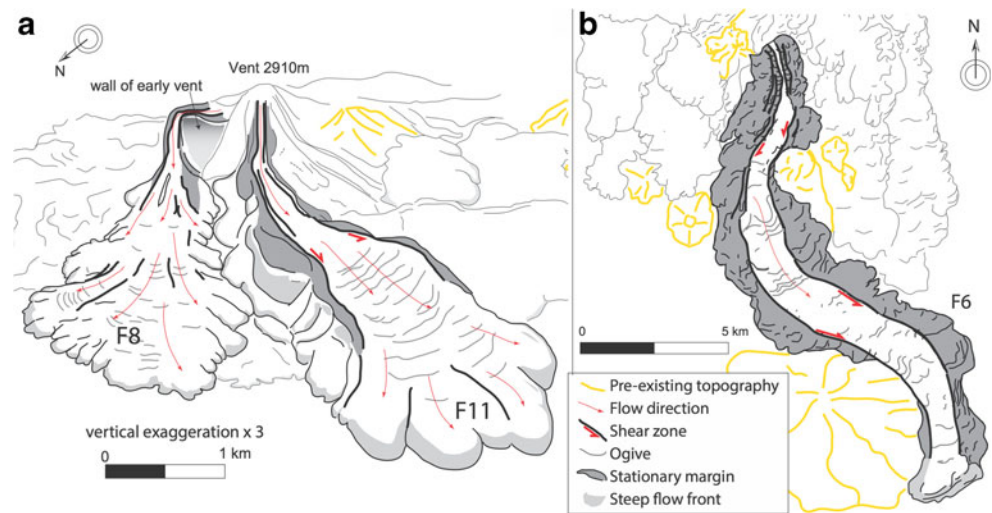 a
N
wall of early vent
Vent 2910m
F8
F11
vertical exaggeration x 3
0 1 km
b
N
F6
0 5 km
Pre-existing topography
Flow direction
Shear zone
Ogive
Stationary margin
Steep flow front